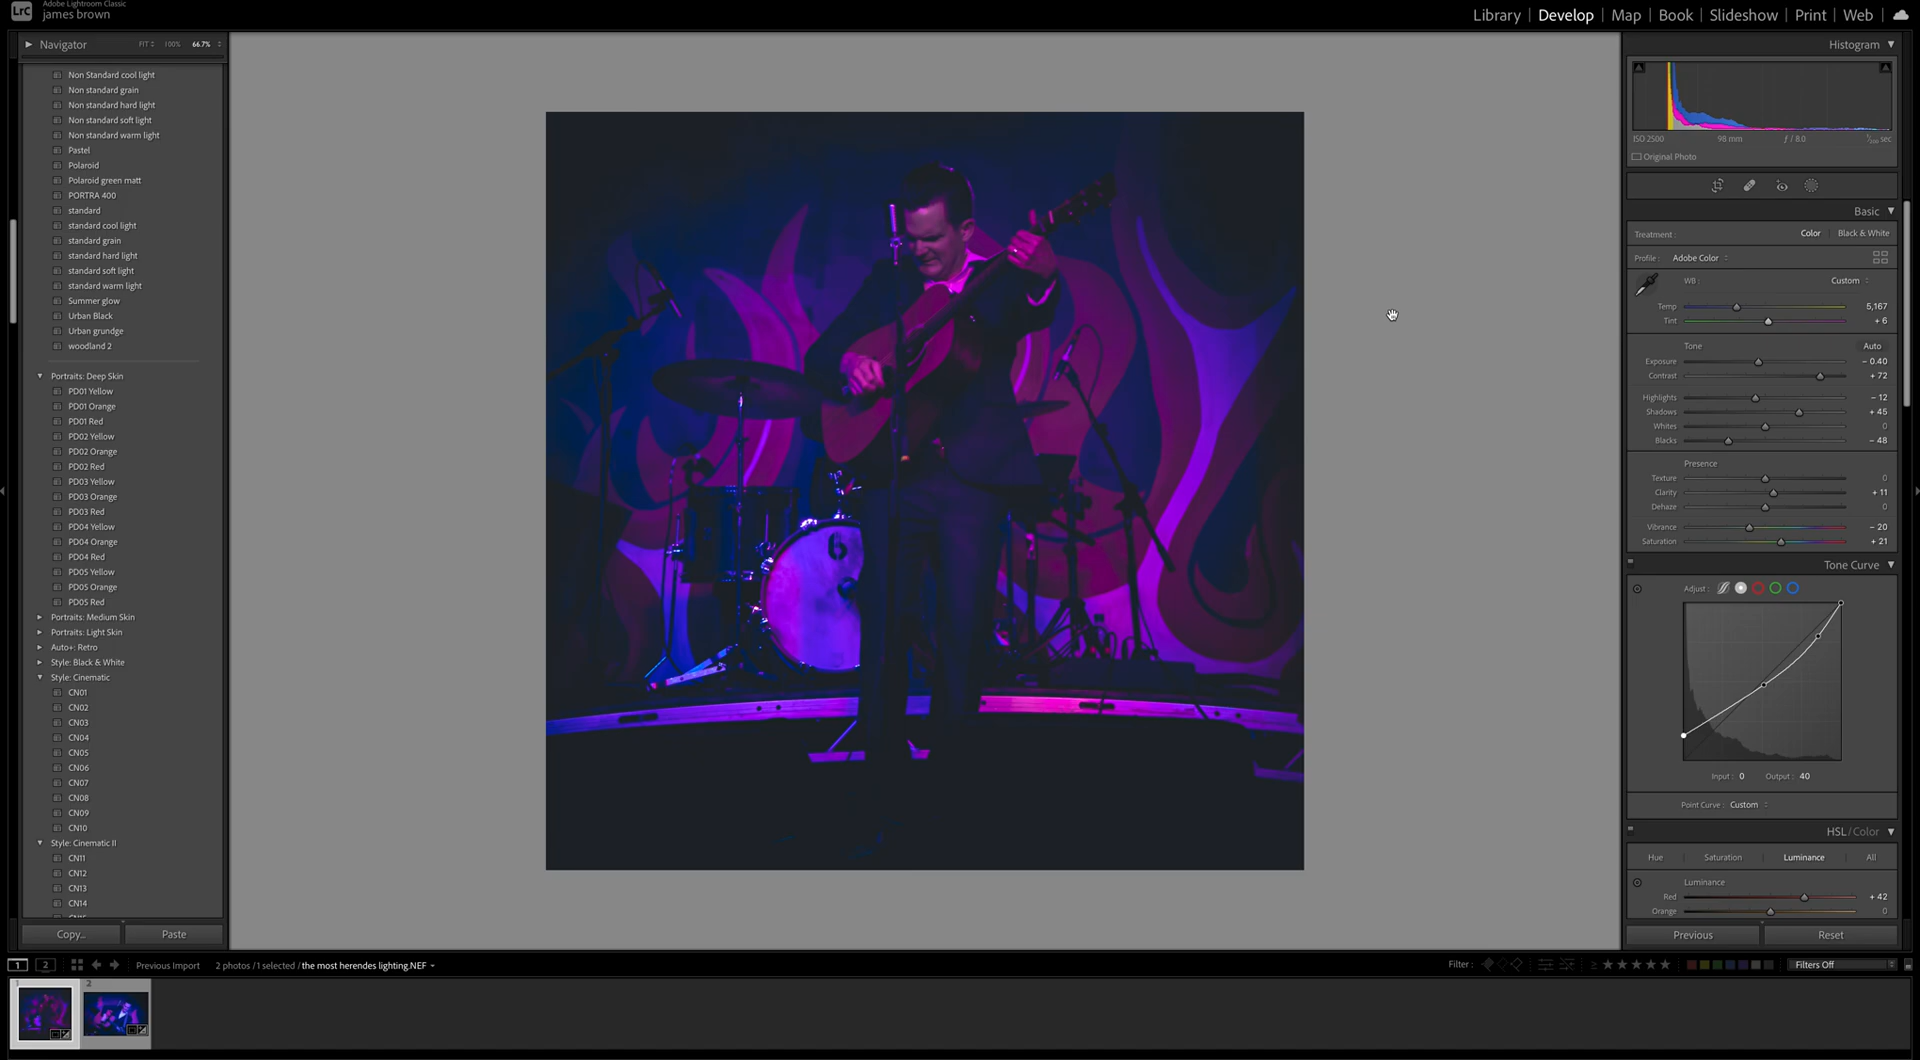 LrC Adobe Lightroom Classic
james brown
Library | Develop | Map | Book | Slideshow | Print | Web
Navigator FIT 100% 66.7%
Non Standard cool light
Non standard grain
Non standard hard light
Non standard soft light
Non standard warm light
Pastel
Polaroid
Polaroid green matt
PORTRA 400
standard
standard cool light
standard grain
standard hard light
standard soft light
standard warm light
Summer glow
Urban Black
Urban grundge
woodland 2
Portraits: Deep Skin
PD01 Yellow
PD01 Orange
PD01 Red
PD02 Yellow
PD02 Orange
PD02 Red
PD03 Yellow
PD03 Orange
PD03 Red
PD04 Yellow
PD04 Orange
PD04 Red
PD05 Yellow
PD05 Orange
PD05 Red
Portraits: Medium Skin
Portraits: Light Skin
Auto+: Retro
Style: Black & White
Style: Cinematic
CN01
CN02
CN03
CN04
CN05
CN06
CN07
CN08
CN09
CN10
Style: Cinematic II
CN11
CN12
CN13
CN14
Copy... Paste
6
Histogram
ISO 2500 98 mm ƒ / 8.0 sec
Original Photo
Basic
Treatment : Color Black & White
Profile : Adobe Color
WB : Custom
Temp 5,167
Tint + 6
Tone Auto
Exposure – 0.40
Contrast + 72
Highlights – 12
Shadows + 45
Whites 0
Blacks – 48
Presence
Texture 0
Clarity + 11
Dehaze 0
Vibrance – 20
Saturation + 21
Tone Curve
Adjust :
Input : 0 Output : 40
Point Curve : Custom
HSL / Color
Hue Saturation Luminance All
Luminance
Red + 42
Orange 0
Previous Reset
1 2 Previous Import 2 photos / 1 selected / the most herendes lighting.NEF Filter : ≥ ★★★★★ Filters Off
1 2